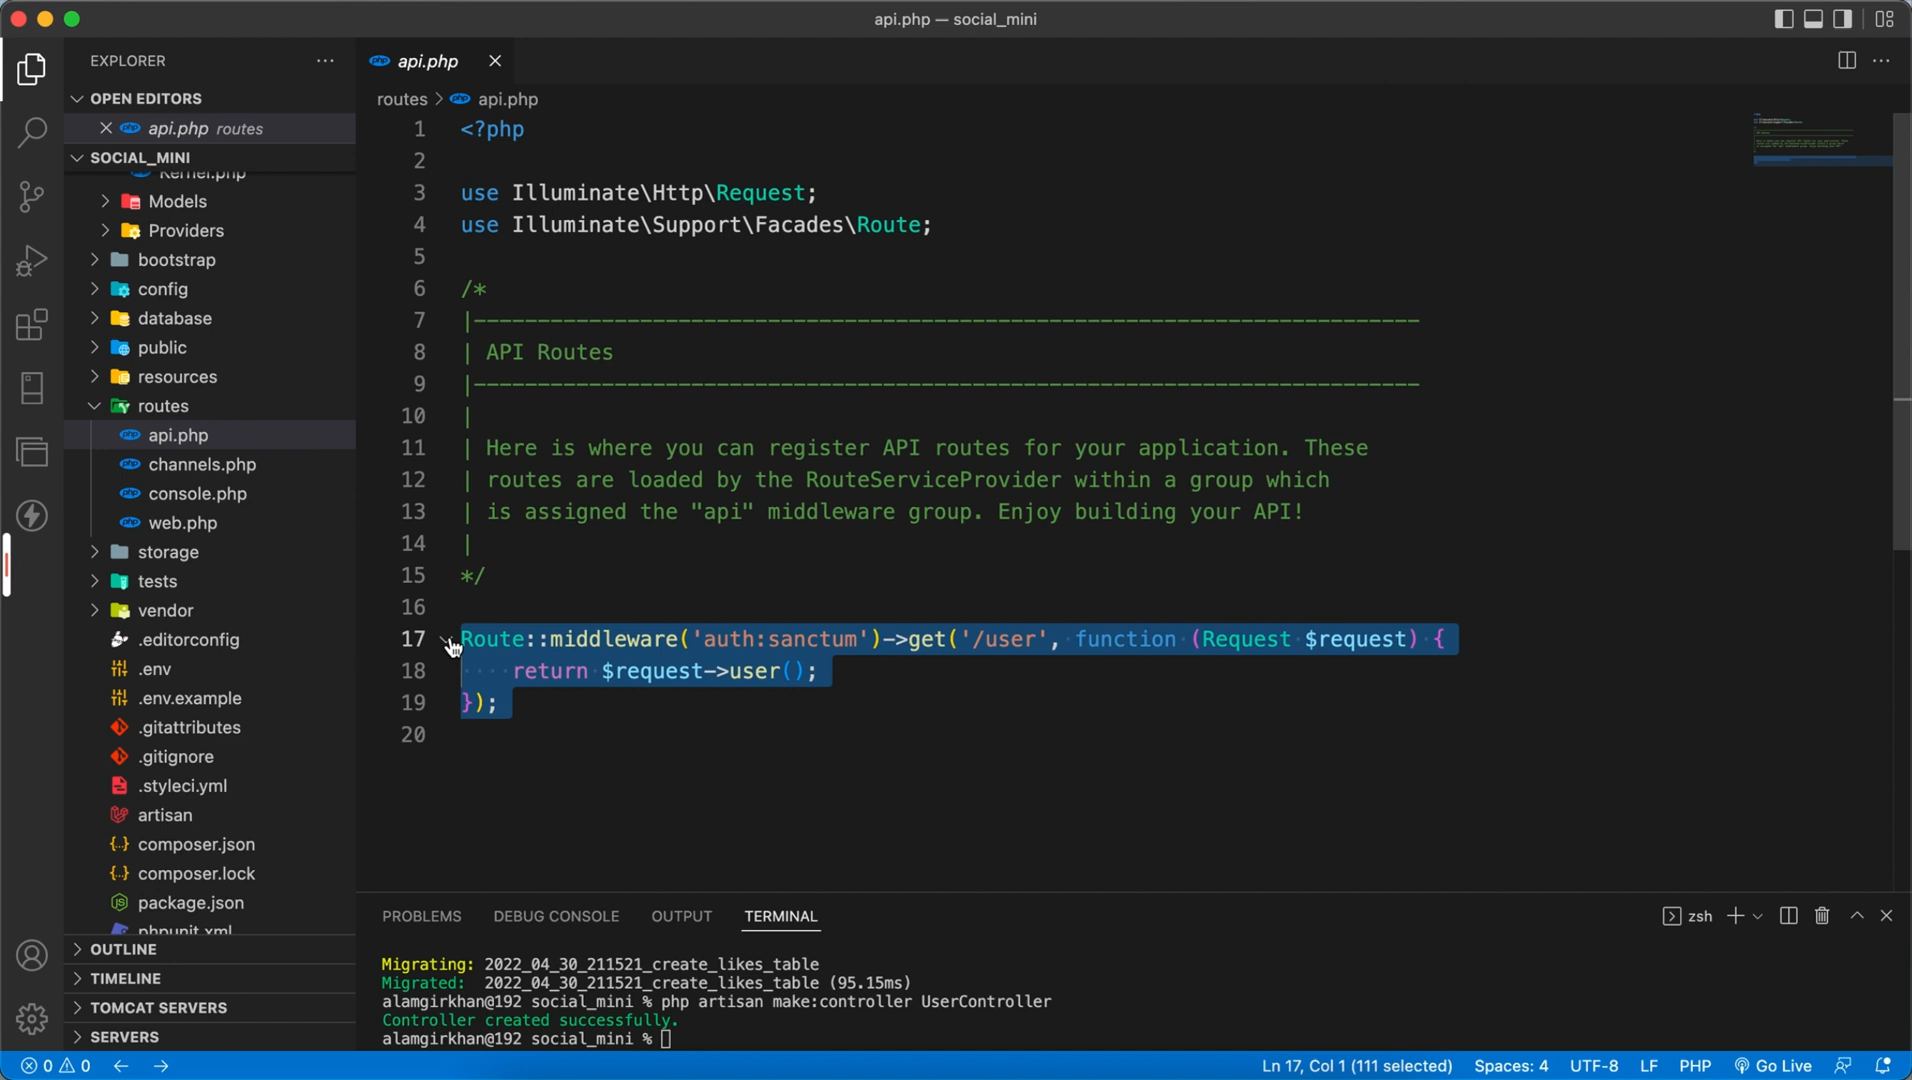 api.php — social_mini
EXPLORER
OPEN EDITORS
api.php routes
SOCIAL_MINI
Kernel.php
Models
Providers
bootstrap
config
database
public
resources
routes
api.php
channels.php
console.php
web.php
storage
tests
vendor
.editorconfig
.env
.env.example
.gitattributes
.gitignore
.styleci.yml
artisan
composer.json
composer.lock
package.json
phpunit.xml
OUTLINE
TIMELINE
TOMCAT SERVERS
SERVERS
api.php
routes > api.php
1 <?php
2
3 use Illuminate\Http\Request;
4 use Illuminate\Support\Facades\Route;
5
6 /*
7 |--------------------------------------------------------------------------
8 | API Routes
9 |--------------------------------------------------------------------------
10 |
11 | Here is where you can register API routes for your application. These
12 | routes are loaded by the RouteServiceProvider within a group which
13 | is assigned the "api" middleware group. Enjoy building your API!
14 |
15 */
16
17 Route::middleware('auth:sanctum')->get('/user', function (Request $request) {
18 return $request->user();
19 });
20
PROBLEMS DEBUG CONSOLE OUTPUT TERMINAL zsh
Migrating: 2022_04_30_211521_create_likes_table
Migrated: 2022_04_30_211521_create_likes_table (95.15ms)
alamgirkhan@192 social_mini % php artisan make:controller UserController
Controller created successfully.
alamgirkhan@192 social_mini %
0 0 Ln 17, Col 1 (111 selected) Spaces: 4 UTF-8 LF PHP Go Live